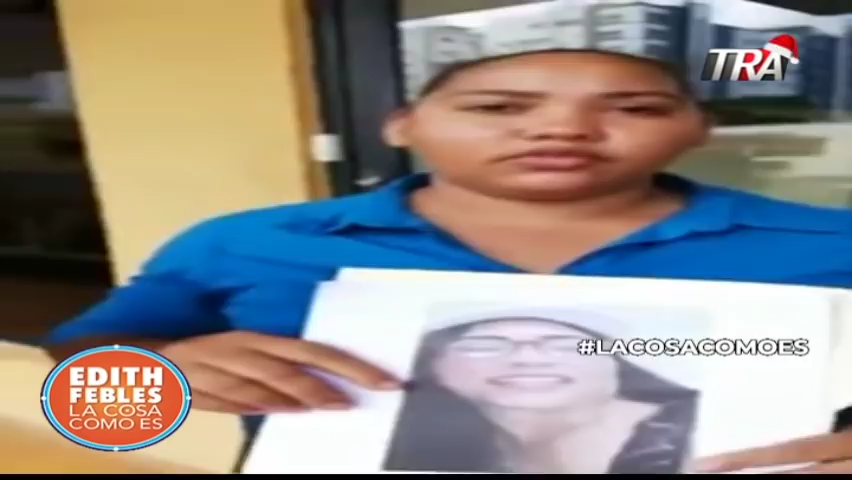 TRA
#LACOSACOMOES
EDITH
FEBLES
LA COSA
COMO ES